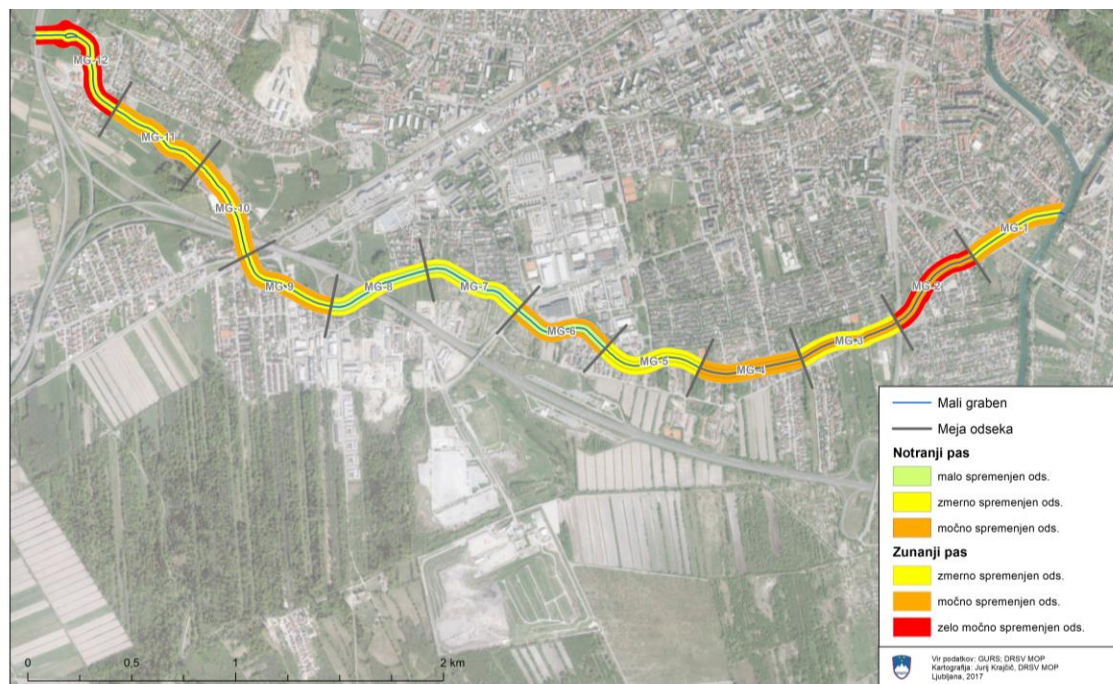 MG-12
MG-11
MG-10
MG-9
MG-8
MG-7
MG-6
MG-5
MG-4
MG-3
MG-2
MG-1
Mali graben
Meja odseka
Notranji pas
malo spremenjen ods.
zmerno spremenjen ods.
močno spremenjen ods.
Zunanji pas
zmerno spremenjen ods.
močno spremenjen ods.
zelo močno spremenjen ods.
Vir podatkov: GURS; DRSV MOP
Kartografija: Jurij Krajčič, DRSV MOP
Ljubljana, 2017
0 0,5 1 2 km